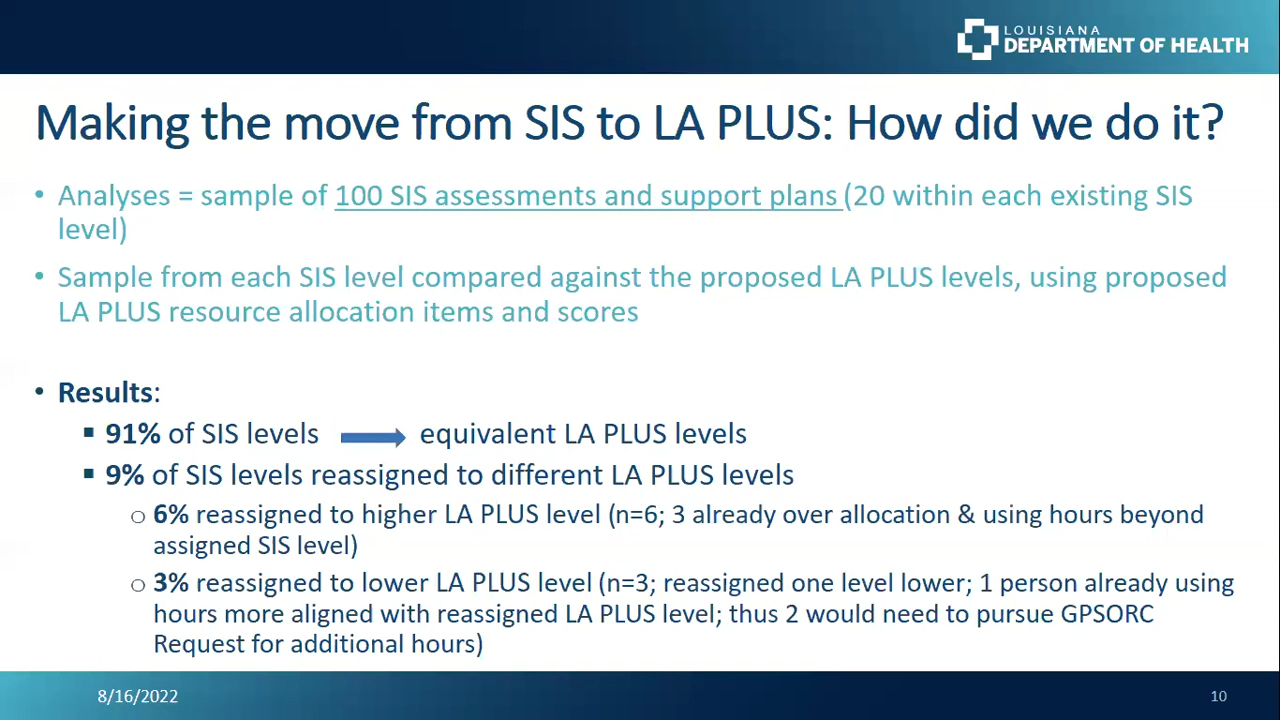 LOUISIANA
DEPARTMENT OF HEALTH
Making the move from SIS to LA PLUS: How did we do it?
• Analyses = sample of 100 SIS assessments and support plans (20 within each existing SIS
level)
• Sample from each SIS level compared against the proposed LA PLUS levels, using proposed
LA PLUS resource allocation items and scores
• Results:
▪ 91% of SIS levels → equivalent LA PLUS levels
▪ 9% of SIS levels reassigned to different LA PLUS levels
o 6% reassigned to higher LA PLUS level (n=6; 3 already over allocation & using hours beyond
assigned SIS level)
o 3% reassigned to lower LA PLUS level (n=3; reassigned one level lower; 1 person already using
hours more aligned with reassigned LA PLUS level; thus 2 would need to pursue GPSORC
Request for additional hours)
8/16/2022
10